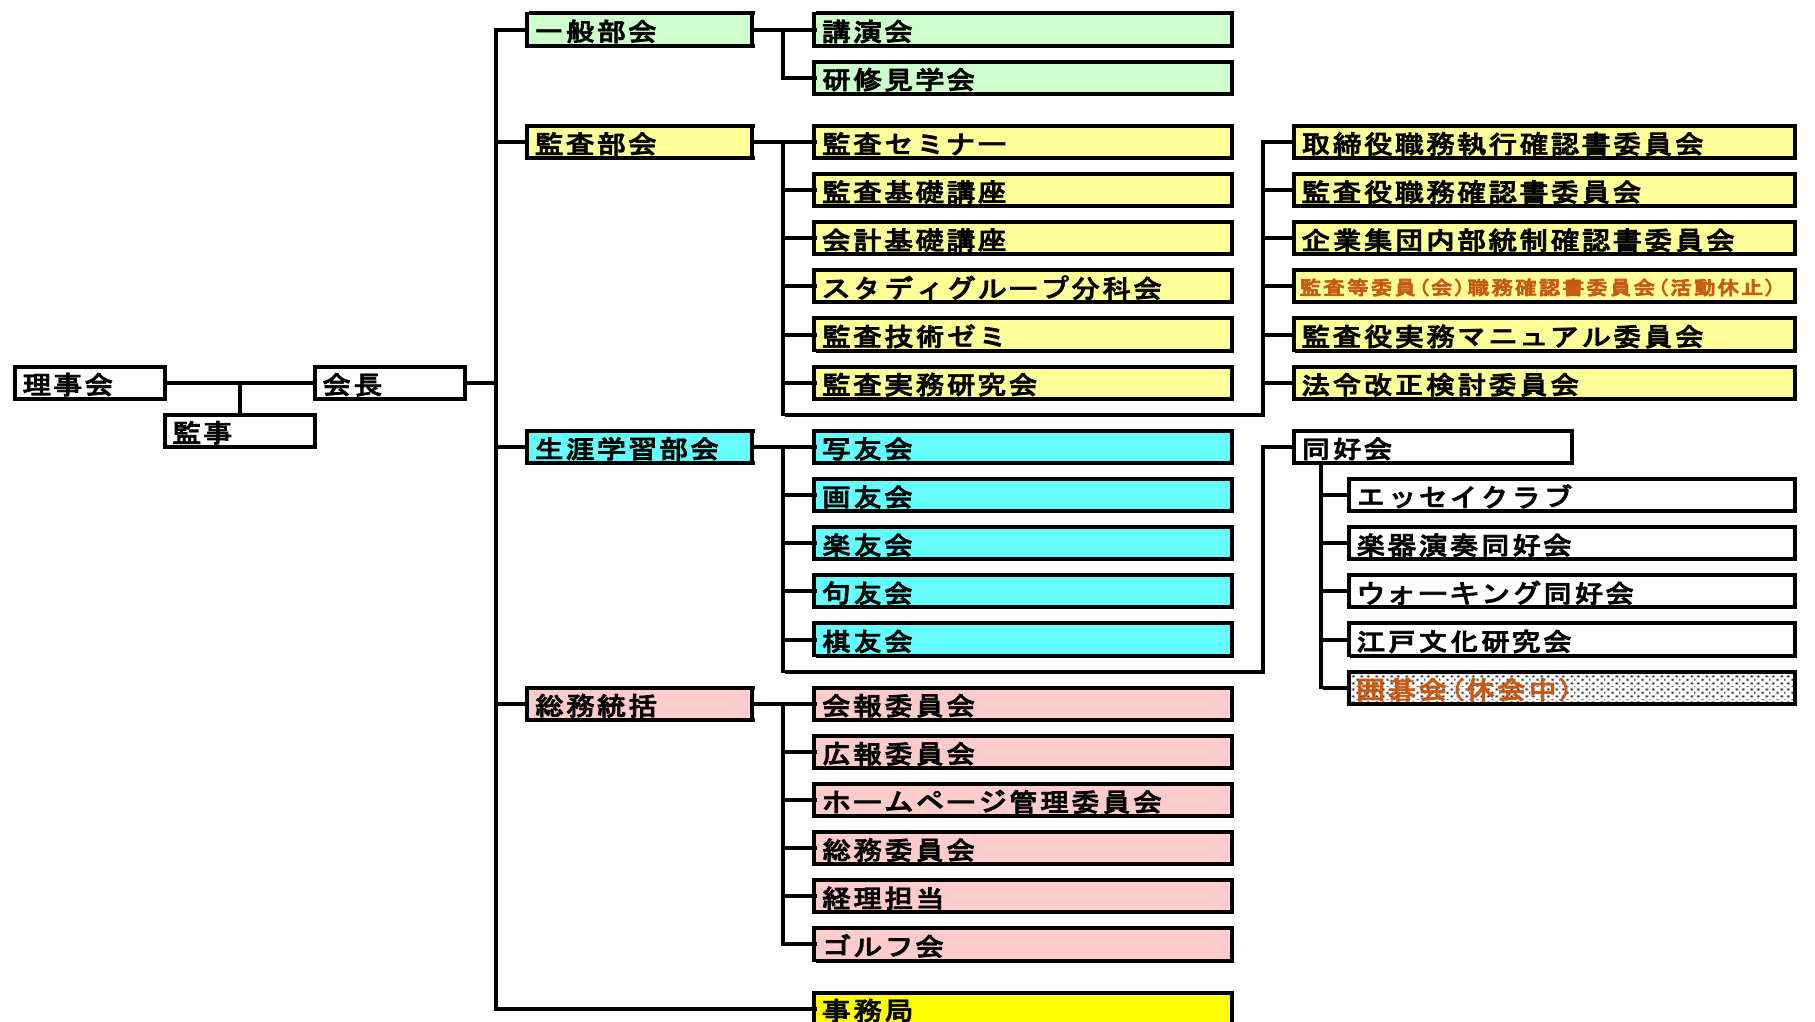 一般部会
講演会
研修見学会
監査部会
監査セミナー
監査基礎講座
会計基礎講座
スタディグループ分科会
監査技術ゼミ
監査実務研究会
取締役職務執行確認書委員会
監査役職務確認書委員会
企業集団内部統制確認書委員会
監査等委員(会)職務確認書委員会(活動休止)
監査役実務マニュアル委員会
法令改正検討委員会
理事会
会長
監事
生涯学習部会
写友会
画友会
楽友会
句友会
棋友会
同好会
エッセイクラブ
楽器演奏同好会
ウォーキング同好会
江戸文化研究会
囲碁会(休会中)
総務統括
会報委員会
広報委員会
ホームページ管理委員会
総務委員会
経理担当
ゴルフ会
事務局